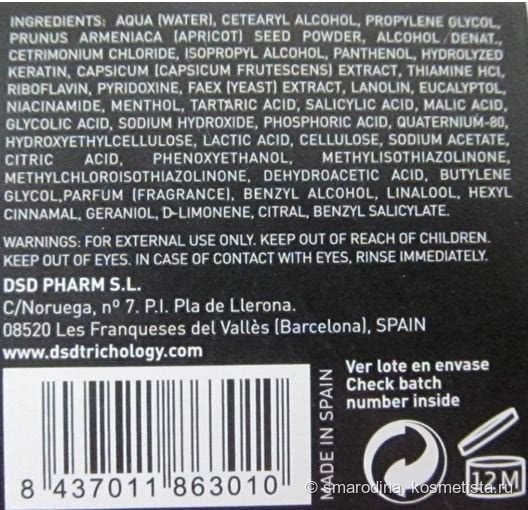 INGREDIENTS: AQUA (WATER), CETEARYL ALCOHOL, PROPYLENE GLYCOL,
PRUNUS ARMENIACA (APRICOT) SEED POWDER, ALCOHOL DENAT.,
CETRIMONIUM CHLORIDE, ISOPROPYL ALCOHOL, PANTHENOL, HYDROLYZED
KERATIN, CAPSICUM (CAPSICUM FRUTESCENS) EXTRACT, THIAMINE HCl,
RIBOFLAVIN, PYRIDOXINE, FAEX (YEAST) EXTRACT, LANOLIN, EUCALYPTOL,
NIACINAMIDE, MENTHOL, TARTARIC ACID, SALICYLIC ACID, MALIC ACID,
GLYCOLIC ACID, SODIUM HYDROXIDE, PHOSPHORIC ACID, QUATERNIUM-80,
HYDROXYETHYLCELLULOSE, LACTIC ACID, CELLULOSE, SODIUM ACETATE,
CITRIC ACID, PHENOXYETHANOL, METHYLISOTHIAZOLINONE,
METHYLCHLOROISOTHIAZOLINONE, DEHYDROACETIC ACID, BUTYLENE
GLYCOL,PARFUM (FRAGRANCE), BENZYL ALCOHOL, LINALOOL, HEXYL
CINNAMAL, GERANIOL, D-LIMONENE, CITRAL, BENZYL SALICYLATE.
WARNINGS: FOR EXTERNAL USE ONLY. KEEP OUT OF REACH OF CHILDREN.
KEEP OUT OF EYES. IN CASE OF CONTACT WITH EYES, RINSE IMMEDIATELY.
DSD PHARM S.L.
C/Noruega, nº 7. P.I. Pla de Llerona.
08520 Les Franqueses del Vallès (Barcelona), SPAIN
www.dsdtrichology.com
8 437011 863010
MADE IN SPAIN
Ver lote en envase
Check batch
number inside
12M
© smarodina, kosmetista.ru